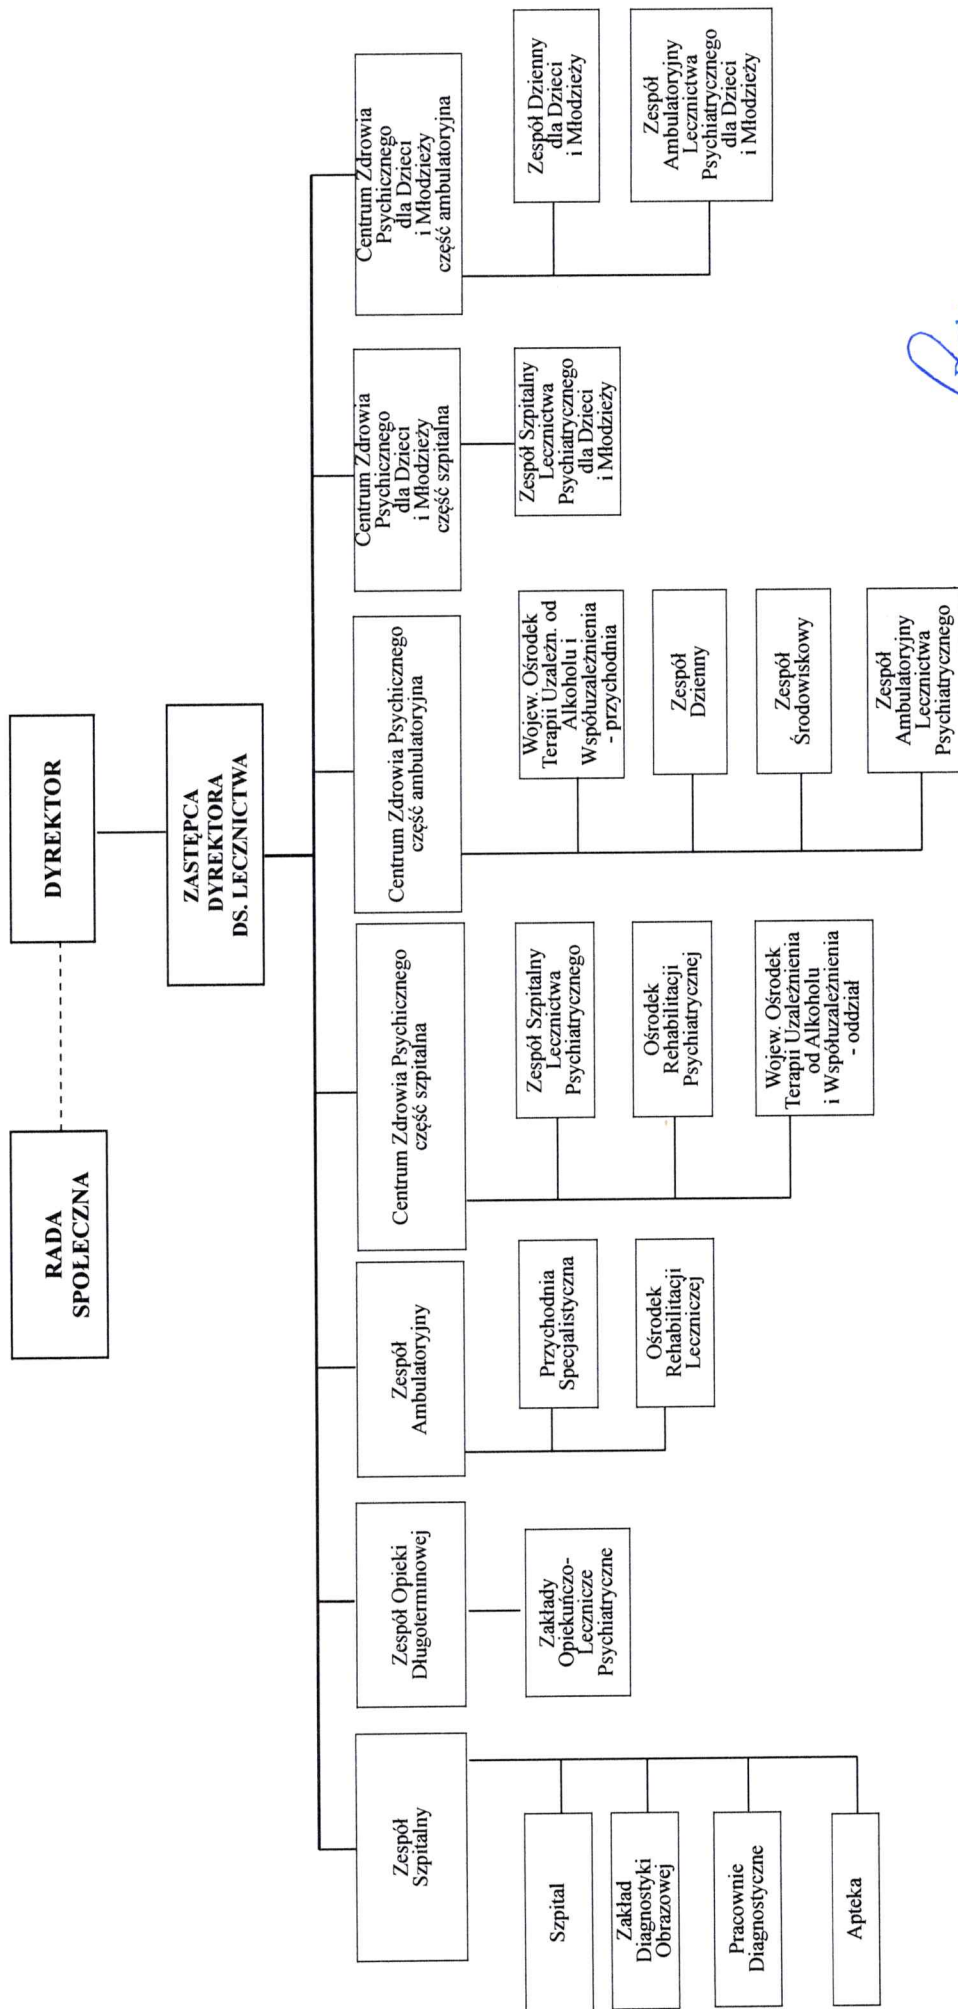 RADA
SPOŁECZNA
DYREKTOR
ZASTĘPCA
DYREKTORA
DS. LECZNICTWA
Zespół
Szpitalny
Szpital
Zakład
Diagnostyki
Obrazowej
Pracownie
Diagnostyczne
Apteka
Zespół Opieki
Długoterminowej
Zakłady
Opiekuńczo-
Lecznicze
Psychiatryczne
Zespół
Ambulatoryjny
Przychodnia
Specjalistyczna
Ośrodek
Rehabilitacji
Leczniczej
Centrum Zdrowia Psychicznego
część szpitalna
Zespół Szpitalny
Lecznictwa
Psychiatrycznego
Ośrodek
Rehabilitacji
Psychiatrycznej
Wojew. Ośrodek
Terapii Uzależnienia
od Alkoholu
i Współuzależnienia
- oddział
Centrum Zdrowia Psychicznego
część ambulatoryjna
Wojew. Ośrodek
Terapii Uzależn. od
Alkoholu i
Współuzależnienia
- przychodnia
Zespół
Dzienny
Zespół
Środowiskowy
Zespół
Ambulatoryjny
Lecznictwa
Psychiatrycznego
Centrum Zdrowia
Psychicznego
dla Dzieci
i Młodzieży
część szpitalna
Zespół Szpitalny
Lecznictwa
Psychiatrycznego
dla Dzieci
i Młodzieży
Centrum Zdrowia
Psychicznego
dla Dzieci
i Młodzieży
część ambulatoryjna
Zespół Dzienny
dla Dzieci
i Młodzieży
Zespół
Ambulatoryjny
Lecznictwa
Psychiatrycznego
dla Dzieci
i Młodzieży